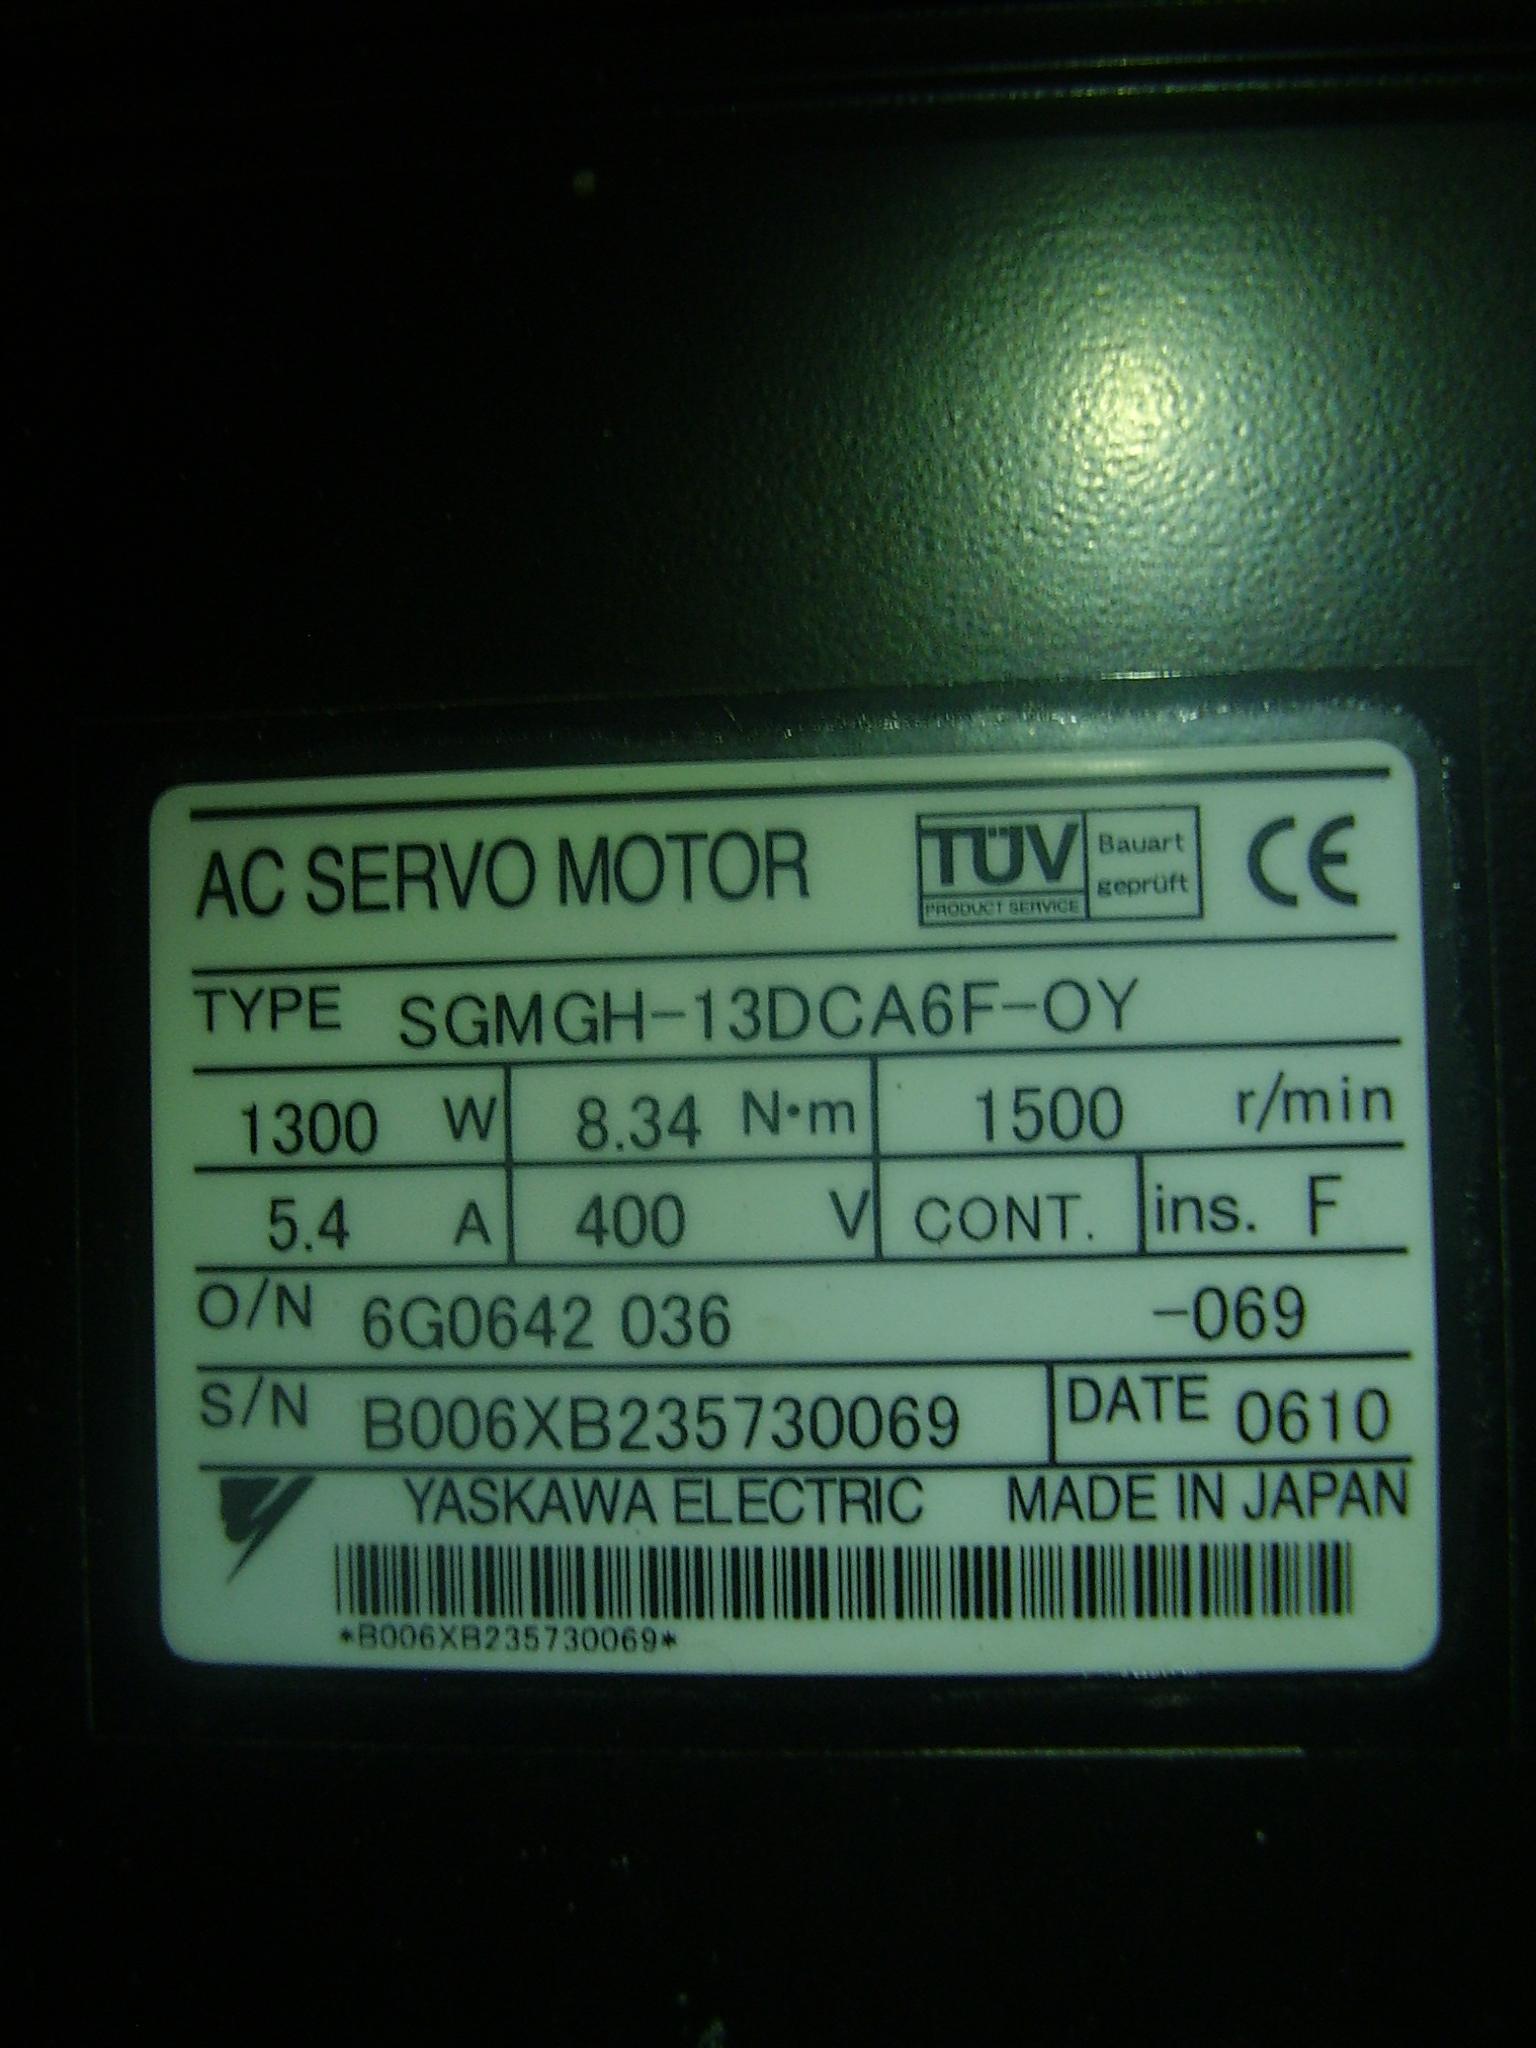 AC SERVO MOTOR TÜV Bauart geprüft PRODUCT SERVICE CE
TYPE SGMGH-13DCA6F-OY
1300 W 8.34 N·m 1500 r/min
5.4 A 400 V CONT. ins. F
O/N 6G0642 036 -069
S/N B006XB235730069 DATE 0610
YASKAWA ELECTRIC MADE IN JAPAN
*B006XB235730069*